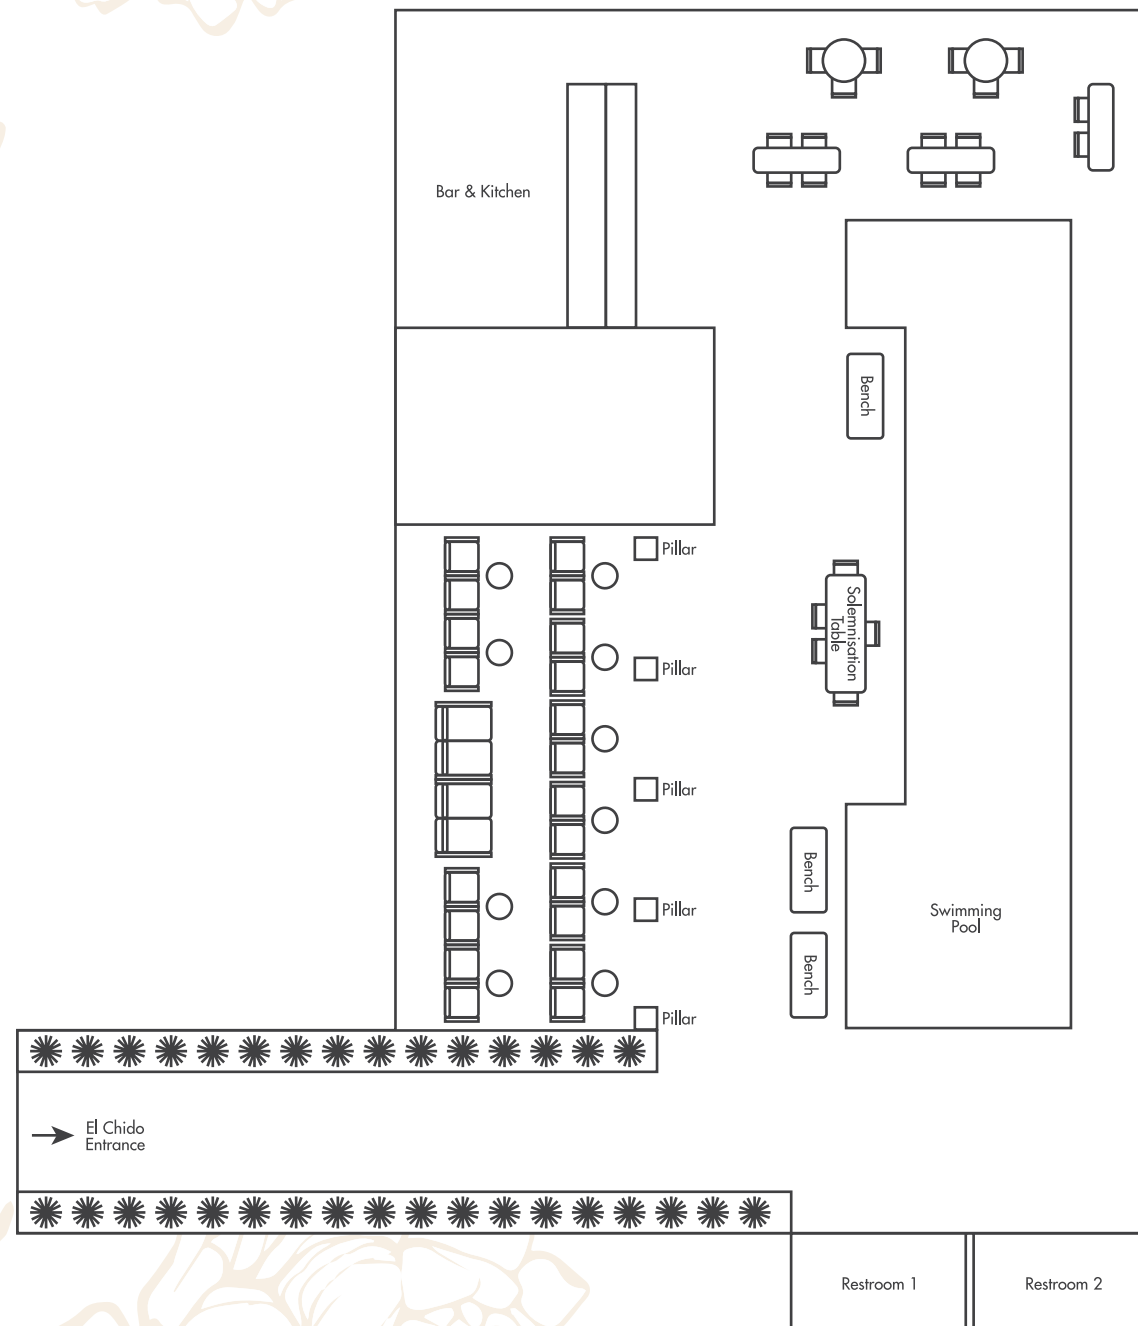 Bar & Kitchen
Bench
Pillar
Solemnisation
Table
Pillar
Pillar
Bench
Pillar
Swimming
Pool
Bench
Pillar
El Chido
Entrance
Restroom 1
Restroom 2